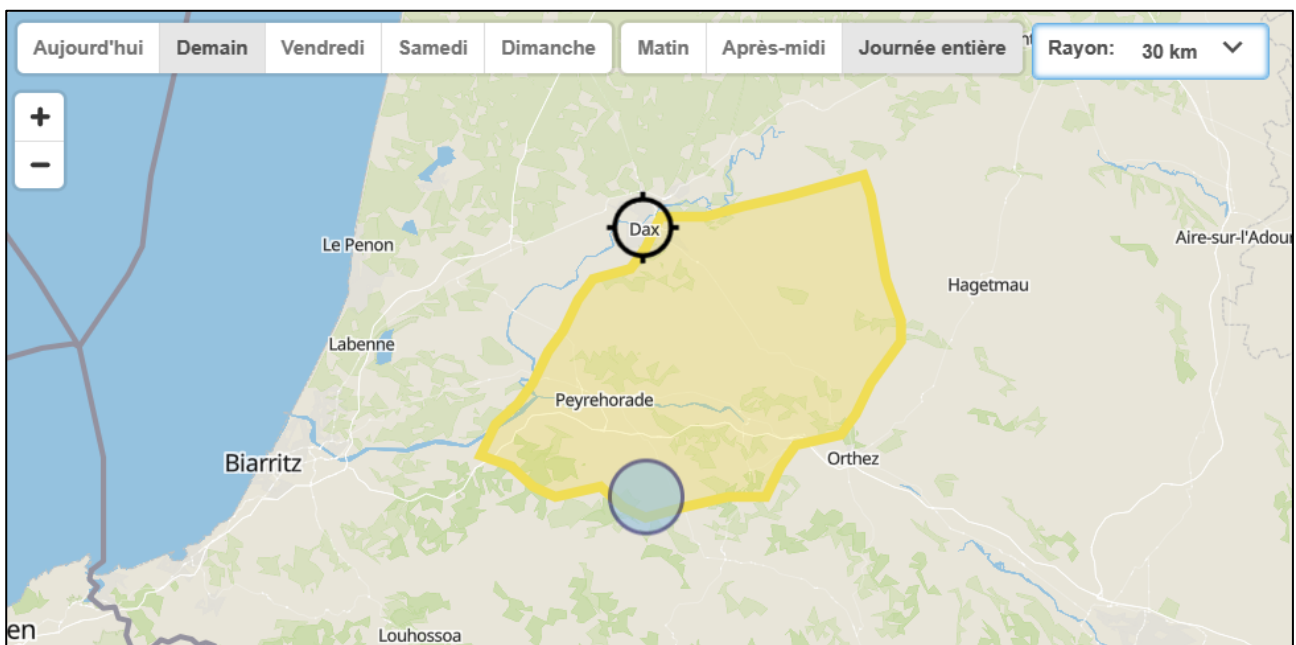 Aujourd'hui Demain Vendredi Samedi Dimanche Matin Après-midi Journée entière Rayon: 30 km
+
−
Dax
Le Penon
Aire-sur-l'Adour
Hagetmau
Labenne
Peyrehorade
Biarritz
Orthez
en
Louhossoa